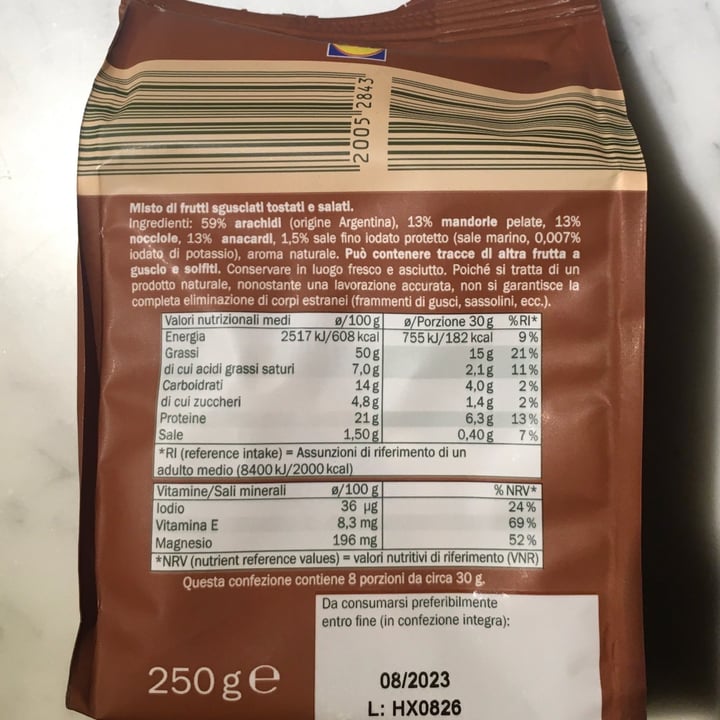 2005 2843
Misto di frutti sgusciati tostati e salati.
Ingredienti: 59% arachidi (origine Argentina), 13% mandorle pelate, 13%
nocciole, 13% anacardi, 1,5% sale fino iodato protetto (sale marino, 0,007%
iodato di potassio), aroma naturale. Può contenere tracce di altra frutta a
guscio e solfiti. Conservare in luogo fresco e asciutto. Poiché si tratta di un
prodotto naturale, nonostante una lavorazione accurata, non si garantisce la
completa eliminazione di corpi estranei (frammenti di gusci, sassolini, ecc.).
Valori nutrizionali medi ø/100 g ø/Porzione 30 g %RI*
Energia 2517 kJ/608 kcal 755 kJ/182 kcal 9%
Grassi 50 g 15 g 21%
di cui acidi grassi saturi 7,0 g 2,1 g 11%
Carboidrati 14 g 4,0 g 2%
di cui zuccheri 4,8 g 1,4 g 2%
Proteine 21 g 6,3 g 13%
Sale 1,50 g 0,40 g 7%
*RI (reference intake) = Assunzioni di riferimento di un
adulto medio (8400 kJ/2000 kcal)
Vitamine/Sali minerali ø/100 g % NRV*
Iodio 36 µg 24%
Vitamina E 8,3 mg 69%
Magnesio 196 mg 52%
*NRV (nutrient reference values) = valori nutritivi di riferimento (VNR)
Questa confezione contiene 8 porzioni da circa 30 g.
Da consumarsi preferibilmente
entro fine (in confezione integra):
250 g e
08/2023
L: HX0826